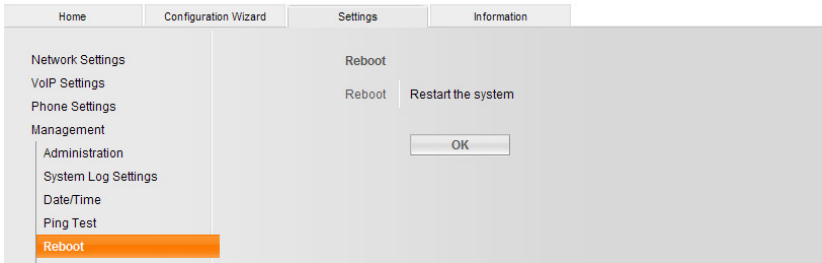 Home Configuration Wizard Settings Information
Network Settings
VoIP Settings
Phone Settings
Management
Administration
System Log Settings
Date/Time
Ping Test
Reboot
Reboot
Reboot Restart the system
OK